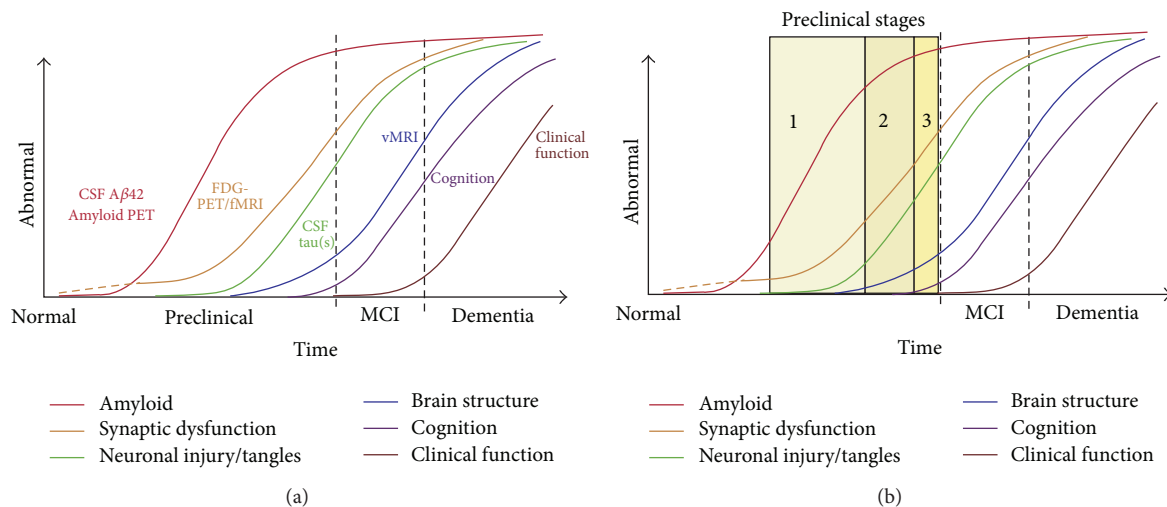 Abnormal
CSF Aβ42
Amyloid PET
FDG-
PET/fMRI
CSF
tau(s)
vMRI
Cognition
Clinical
function
Normal
Preclinical
MCI
Dementia
Time
Amyloid
Synaptic dysfunction
Neuronal injury/tangles
Brain structure
Cognition
Clinical function
(a)
Preclinical stages
1
2
3
Abnormal
Normal
MCI
Dementia
Time
Amyloid
Synaptic dysfunction
Neuronal injury/tangles
Brain structure
Cognition
Clinical function
(b)